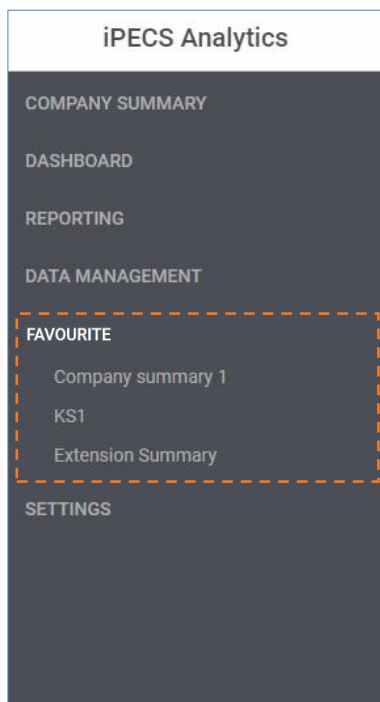 iPECS Analytics
COMPANY SUMMARY
DASHBOARD
REPORTING
DATA MANAGEMENT
FAVOURITE
Company summary 1
KS1
Extension Summary
SETTINGS